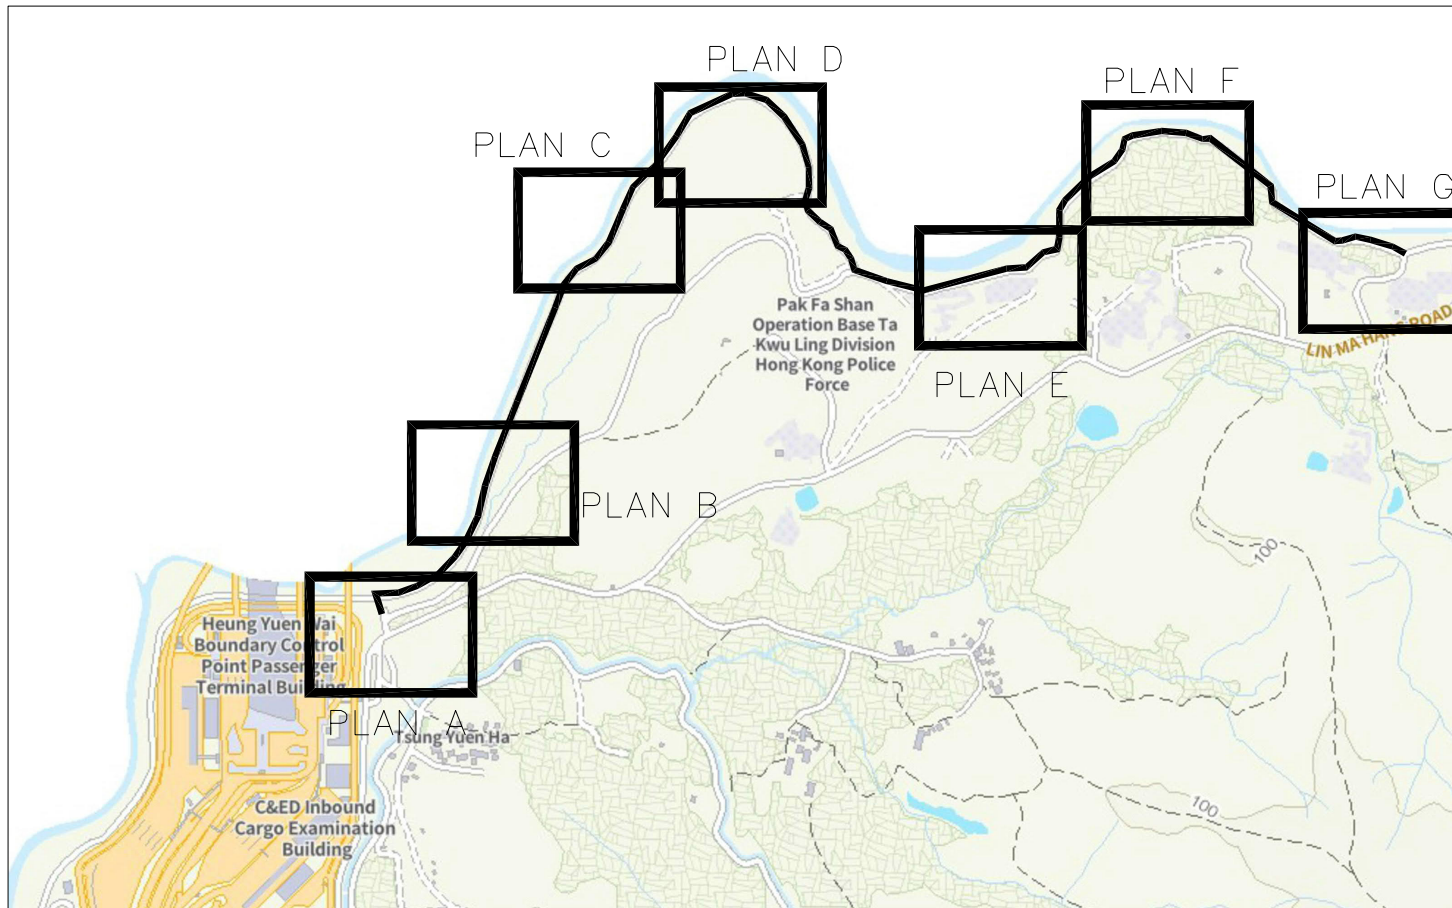 PLAN D
PLAN F
PLAN C
PLAN G
Pak Fa Shan
Operation Base Ta
Kwu Ling Division
Hong Kong Police
Force
LIN MA HANG ROAD
PLAN E
PLAN B
100
Heung Yuen Wai
Boundary Control
Point Passenger
Terminal Building
PLAN A
Tsung Yuen Ha
C&ED Inbound
Cargo Examination
Building
100